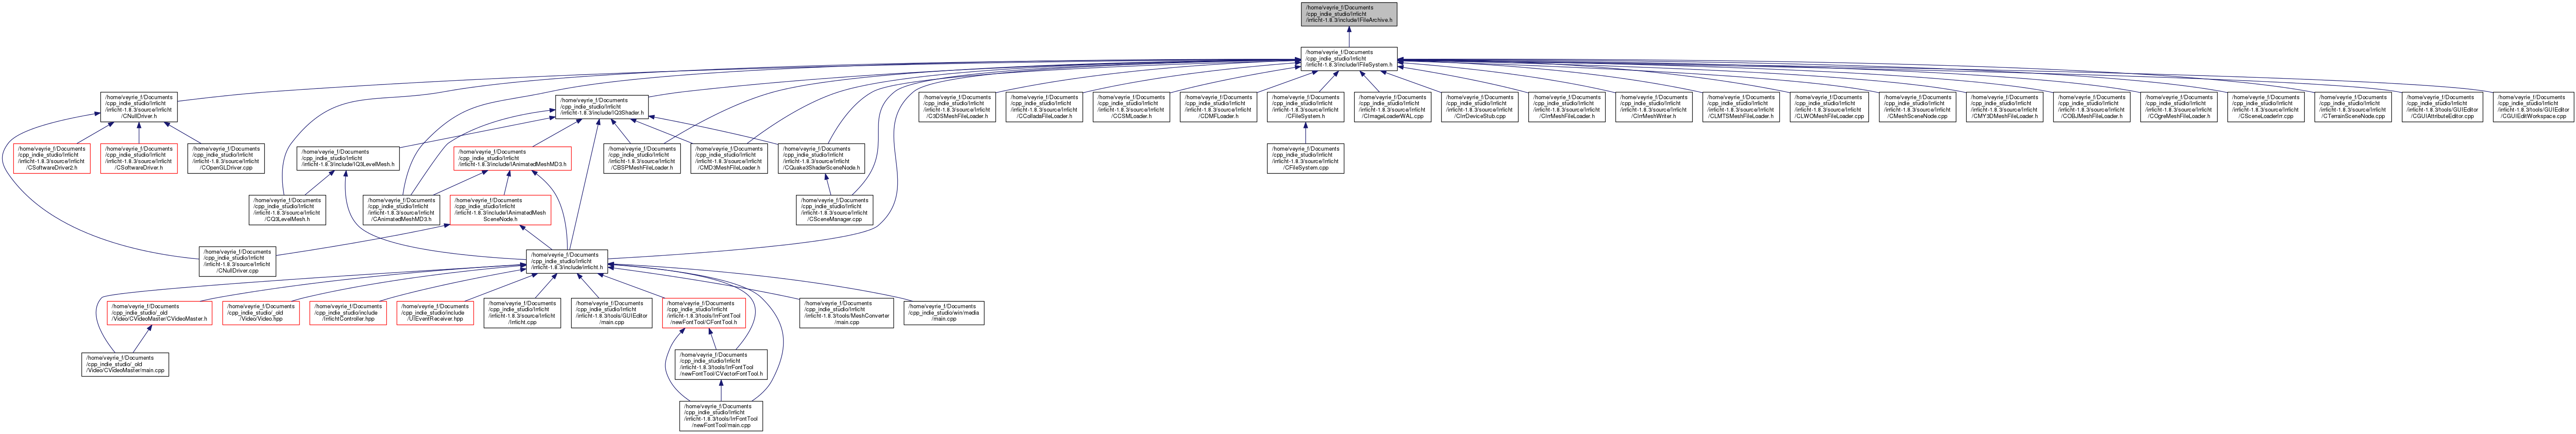 /home/veyrie_f/Documents
/cpp_indie_studio/Irrlicht
/irrlicht-1.8.3/include/IFileArchive.h
/home/veyrie_f/Documents
/cpp_indie_studio/Irrlicht
/irrlicht-1.8.3/include/IFileSystem.h
/home/veyrie_f/Documents
/cpp_indie_studio/Irrlicht
/irrlicht-1.8.3/source/Irrlicht
/CNullDriver.h
/home/veyrie_f/Documents
/cpp_indie_studio/Irrlicht
/irrlicht-1.8.3/include/IQ3Shader.h
/home/veyrie_f/Documents
/cpp_indie_studio/Irrlicht
/irrlicht-1.8.3/source/Irrlicht
/C3DSMeshFileLoader.h
/home/veyrie_f/Documents
/cpp_indie_studio/Irrlicht
/irrlicht-1.8.3/source/Irrlicht
/CColladaFileLoader.h
/home/veyrie_f/Documents
/cpp_indie_studio/Irrlicht
/irrlicht-1.8.3/source/Irrlicht
/CCSMLoader.h
/home/veyrie_f/Documents
/cpp_indie_studio/Irrlicht
/irrlicht-1.8.3/source/Irrlicht
/CDMFLoader.h
/home/veyrie_f/Documents
/cpp_indie_studio/Irrlicht
/irrlicht-1.8.3/source/Irrlicht
/CFileSystem.h
/home/veyrie_f/Documents
/cpp_indie_studio/Irrlicht
/irrlicht-1.8.3/source/Irrlicht
/CImageLoaderWAL.cpp
/home/veyrie_f/Documents
/cpp_indie_studio/Irrlicht
/irrlicht-1.8.3/source/Irrlicht
/CIrrDeviceStub.cpp
/home/veyrie_f/Documents
/cpp_indie_studio/Irrlicht
/irrlicht-1.8.3/source/Irrlicht
/CIrrMeshFileLoader.h
/home/veyrie_f/Documents
/cpp_indie_studio/Irrlicht
/irrlicht-1.8.3/source/Irrlicht
/CIrrMeshWriter.h
/home/veyrie_f/Documents
/cpp_indie_studio/Irrlicht
/irrlicht-1.8.3/source/Irrlicht
/CLMTSMeshFileLoader.h
/home/veyrie_f/Documents
/cpp_indie_studio/Irrlicht
/irrlicht-1.8.3/source/Irrlicht
/CLWOMeshFileLoader.cpp
/home/veyrie_f/Documents
/cpp_indie_studio/Irrlicht
/irrlicht-1.8.3/source/Irrlicht
/CMeshSceneNode.cpp
/home/veyrie_f/Documents
/cpp_indie_studio/Irrlicht
/irrlicht-1.8.3/source/Irrlicht
/CMY3DMeshFileLoader.h
/home/veyrie_f/Documents
/cpp_indie_studio/Irrlicht
/irrlicht-1.8.3/source/Irrlicht
/COBJMeshFileLoader.h
/home/veyrie_f/Documents
/cpp_indie_studio/Irrlicht
/irrlicht-1.8.3/source/Irrlicht
/COgreMeshFileLoader.h
/home/veyrie_f/Documents
/cpp_indie_studio/Irrlicht
/irrlicht-1.8.3/source/Irrlicht
/CSceneLoaderIrr.cpp
/home/veyrie_f/Documents
/cpp_indie_studio/Irrlicht
/irrlicht-1.8.3/source/Irrlicht
/CTerrainSceneNode.cpp
/home/veyrie_f/Documents
/cpp_indie_studio/Irrlicht
/irrlicht-1.8.3/tools/GUIEditor
/CGUIAttributeEditor.cpp
/home/veyrie_f/Documents
/cpp_indie_studio/Irrlicht
/irrlicht-1.8.3/tools/GUIEditor
/CGUIEditWorkspace.cpp
/home/veyrie_f/Documents
/cpp_indie_studio/Irrlicht
/irrlicht-1.8.3/source/Irrlicht
/CSoftwareDriver2.h
/home/veyrie_f/Documents
/cpp_indie_studio/Irrlicht
/irrlicht-1.8.3/source/Irrlicht
/CSoftwareDriver.h
/home/veyrie_f/Documents
/cpp_indie_studio/Irrlicht
/irrlicht-1.8.3/source/Irrlicht
/COpenGLDriver.cpp
/home/veyrie_f/Documents
/cpp_indie_studio/Irrlicht
/irrlicht-1.8.3/include/IQ3LevelMesh.h
/home/veyrie_f/Documents
/cpp_indie_studio/Irrlicht
/irrlicht-1.8.3/include/IAnimatedMeshMD3.h
/home/veyrie_f/Documents
/cpp_indie_studio/Irrlicht
/irrlicht-1.8.3/source/Irrlicht
/CBSPMeshFileLoader.h
/home/veyrie_f/Documents
/cpp_indie_studio/Irrlicht
/irrlicht-1.8.3/source/Irrlicht
/CMD3MeshFileLoader.h
/home/veyrie_f/Documents
/cpp_indie_studio/Irrlicht
/irrlicht-1.8.3/source/Irrlicht
/CQuake3ShaderSceneNode.h
/home/veyrie_f/Documents
/cpp_indie_studio/Irrlicht
/irrlicht-1.8.3/source/Irrlicht
/CFileSystem.cpp
/home/veyrie_f/Documents
/cpp_indie_studio/Irrlicht
/irrlicht-1.8.3/source/Irrlicht
/CQ3LevelMesh.h
/home/veyrie_f/Documents
/cpp_indie_studio/Irrlicht
/irrlicht-1.8.3/source/Irrlicht
/CAnimatedMeshMD3.h
/home/veyrie_f/Documents
/cpp_indie_studio/Irrlicht
/irrlicht-1.8.3/include/IAnimatedMesh
SceneNode.h
/home/veyrie_f/Documents
/cpp_indie_studio/Irrlicht
/irrlicht-1.8.3/source/Irrlicht
/CSceneManager.cpp
/home/veyrie_f/Documents
/cpp_indie_studio/Irrlicht
/irrlicht-1.8.3/source/Irrlicht
/CNullDriver.cpp
/home/veyrie_f/Documents
/cpp_indie_studio/Irrlicht
/irrlicht-1.8.3/include/irrlicht.h
/home/veyrie_f/Documents
/cpp_indie_studio/_old
/Video/CVideoMaster/CVideoMaster.h
/home/veyrie_f/Documents
/cpp_indie_studio/_old
/Video/Video.hpp
/home/veyrie_f/Documents
/cpp_indie_studio/include
/IrrlichtController.hpp
/home/veyrie_f/Documents
/cpp_indie_studio/include
/UIEventReceiver.hpp
/home/veyrie_f/Documents
/cpp_indie_studio/Irrlicht
/irrlicht-1.8.3/source/Irrlicht
/Irrlicht.cpp
/home/veyrie_f/Documents
/cpp_indie_studio/Irrlicht
/irrlicht-1.8.3/tools/GUIEditor
/main.cpp
/home/veyrie_f/Documents
/cpp_indie_studio/Irrlicht
/irrlicht-1.8.3/tools/IrrFontTool
/newFontTool/CFontTool.h
/home/veyrie_f/Documents
/cpp_indie_studio/Irrlicht
/irrlicht-1.8.3/tools/MeshConverter
/main.cpp
/home/veyrie_f/Documents
/cpp_indie_studio/win/media
/main.cpp
/home/veyrie_f/Documents
/cpp_indie_studio/_old
/Video/CVideoMaster/main.cpp
/home/veyrie_f/Documents
/cpp_indie_studio/Irrlicht
/irrlicht-1.8.3/tools/IrrFontTool
/newFontTool/CVectorFontTool.h
/home/veyrie_f/Documents
/cpp_indie_studio/Irrlicht
/irrlicht-1.8.3/tools/IrrFontTool
/newFontTool/main.cpp